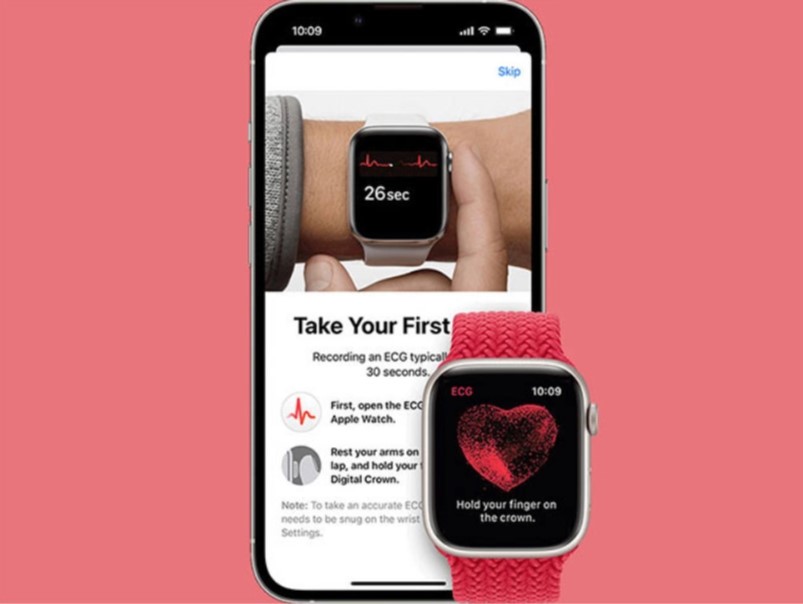 10:09
Skip
26sec
Take Your First
Recording an ECG typicall
30 seconds.
First, open the ECG
Apple Watch.
Rest your arms on
lap, and hold your
Digital Crown.
Note: To take an accurate ECG
needs to be snug on the wrist
Settings.
ECG 10:09
Hold your finger on
the crown.